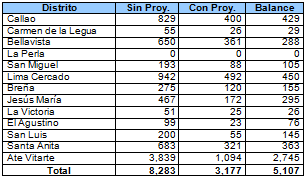 Distrito Sin Proy. Con Proy. Balance
Callao 829 400 429
Carmen de la Legua 55 26 29
Bellavista 650 361 288
La Perla 0 0 0
San Miguel 193 88 105
Lima Cercado 942 492 450
Breña 275 120 155
Jesús María 467 172 295
La Victoria 51 25 26
El Agustino 99 23 76
San Luis 200 55 145
Santa Anita 683 321 363
Ate Vitarte 3,839 1,094 2,745
Total 8,283 3,177 5,107